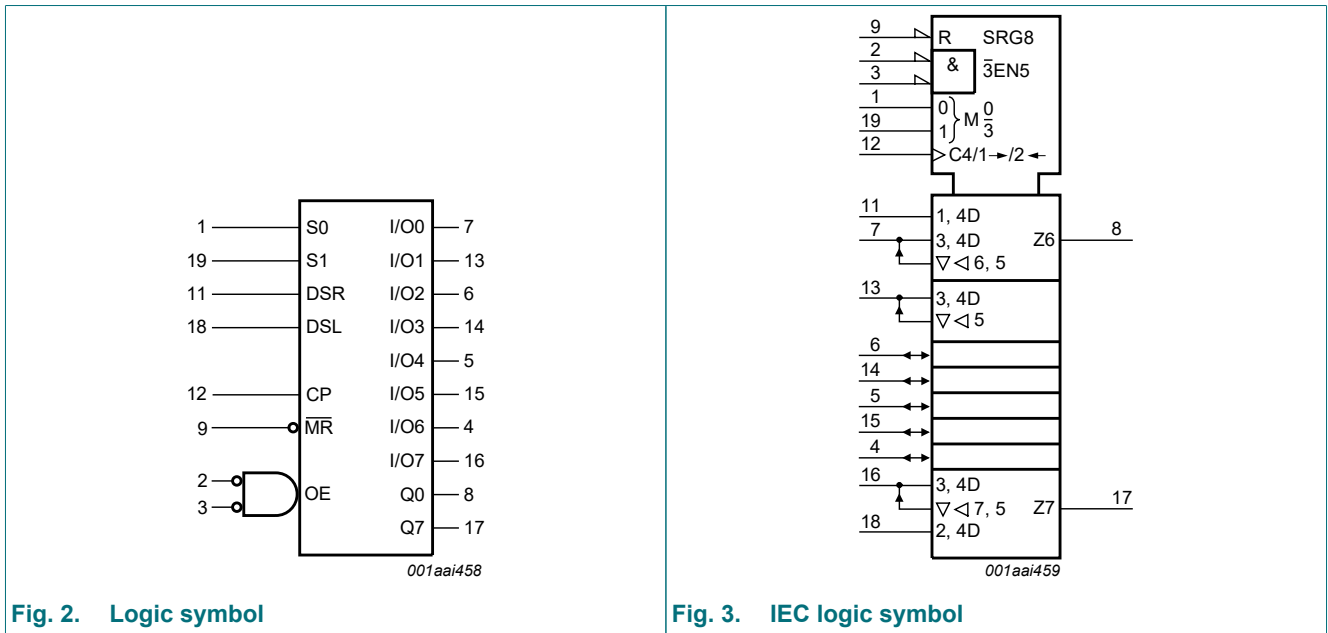 1 S0 I/O0 7
19 S1 I/O1 13
11 DSR I/O2 6
18 DSL I/O3 14
I/O4 5
12 CP I/O5 15
9 MR I/O6 4
I/O7 16
2
3 OE Q0 8
Q7 17
001aai458
Fig. 2. Logic symbol
9 R SRG8
2 & 3EN5
3
1 0 } M 0/3
19 1
12 C4/1→/2←
11 1, 4D
7 3, 4D Z6 8
▽ ◁ 6, 5
13 3, 4D
▽ ◁ 5
6
14
5
15
4
16 3, 4D
▽ ◁ 7, 5 Z7 17
18 2, 4D
001aai459
Fig. 3. IEC logic symbol